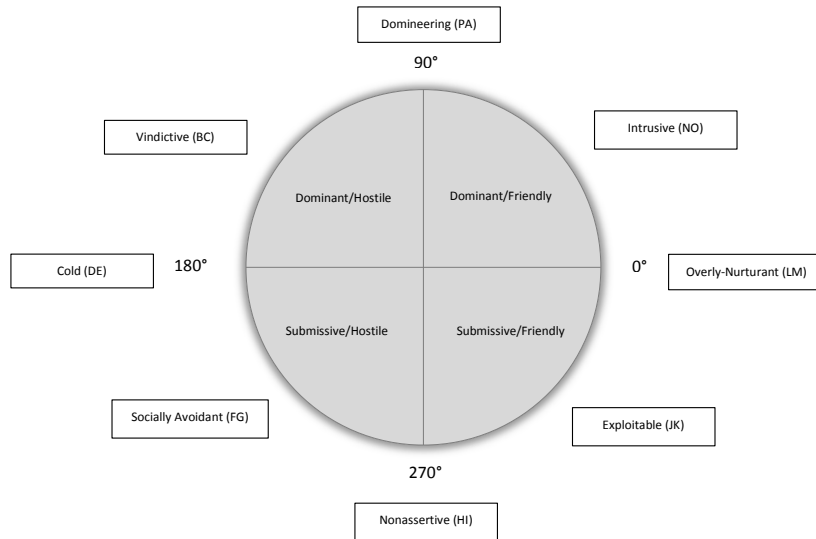 Domineering (PA)
90°
Vindictive (BC)
Intrusive (NO)
Dominant/Hostile
Dominant/Friendly
Cold (DE)
180°
0°
Overly-Nurturant (LM)
Submissive/Hostile
Submissive/Friendly
Socially Avoidant (FG)
Exploitable (JK)
270°
Nonassertive (HI)